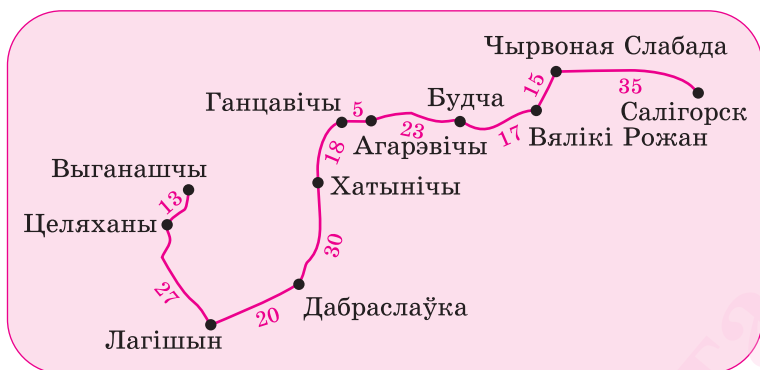 Чырвоная Слабада
15
35
Салігорск
Ганцавічы
5
Будча
23
17
Вялікі Рожан
Агарэвічы
18
Выганашчы
Хатынічы
13
Целяханы
30
27
20
Дабраслаўка
Лагішын